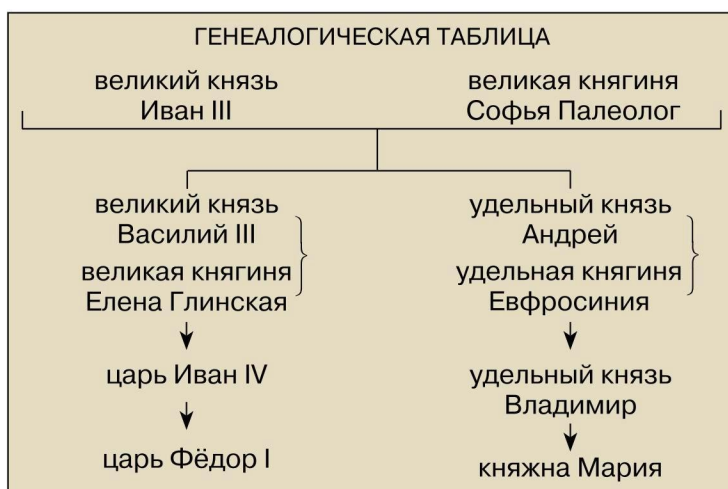 ГЕНЕАЛОГИЧЕСКАЯ ТАБЛИЦА
великий князь
Иван III
великая княгиня
Софья Палеолог
великий князь
Василий III
великая княгиня
Елена Глинская
царь Иван IV
царь Фёдор I
удельный князь
Андрей
удельная княгиня
Евфросиния
удельный князь
Владимир
княжна Мария